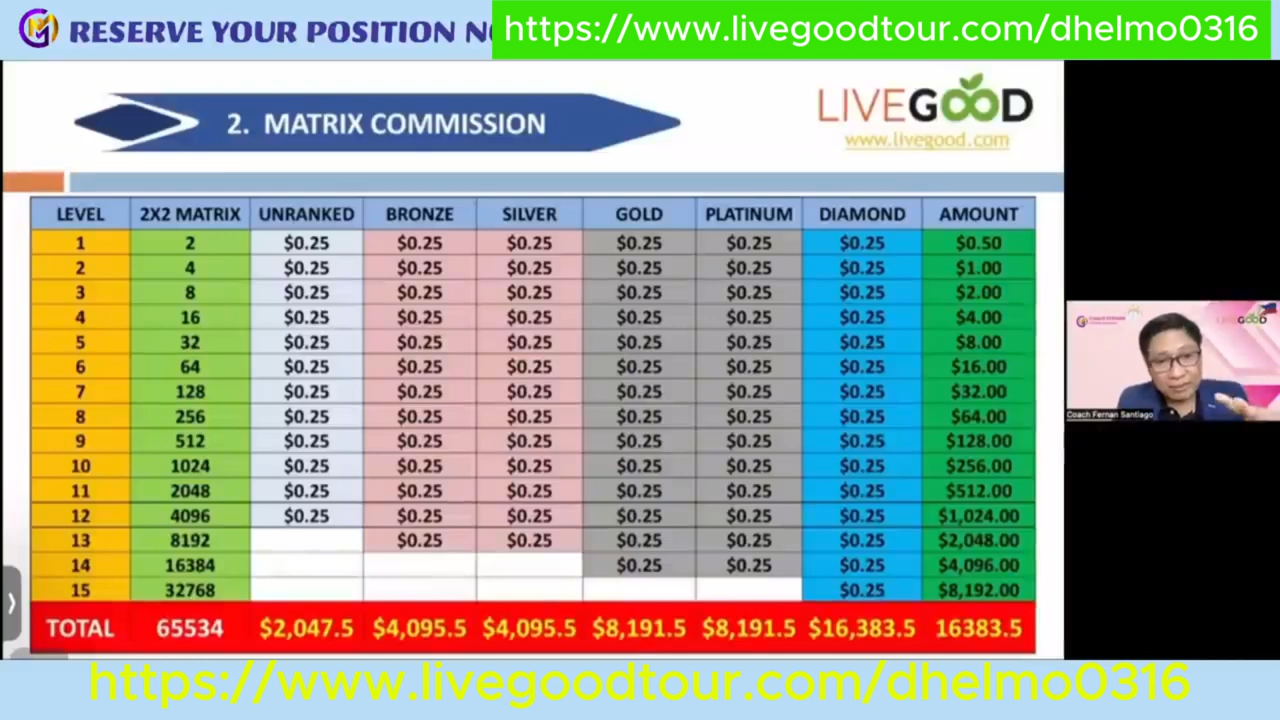 RESERVE YOUR POSITION N
https://www.livegoodtour.com/dhelmo0316
2. MATRIX COMMISSION
LIVEGOOD
www.livegood.com
LEVEL 2X2 MATRIX UNRANKED BRONZE SILVER GOLD PLATINUM DIAMOND AMOUNT
1 2 $0.25 $0.25 $0.25 $0.25 $0.25 $0.25 $0.50
2 4 $0.25 $0.25 $0.25 $0.25 $0.25 $0.25 $1.00
3 8 $0.25 $0.25 $0.25 $0.25 $0.25 $0.25 $2.00
4 16 $0.25 $0.25 $0.25 $0.25 $0.25 $0.25 $4.00
5 32 $0.25 $0.25 $0.25 $0.25 $0.25 $0.25 $8.00
6 64 $0.25 $0.25 $0.25 $0.25 $0.25 $0.25 $16.00
7 128 $0.25 $0.25 $0.25 $0.25 $0.25 $0.25 $32.00
8 256 $0.25 $0.25 $0.25 $0.25 $0.25 $0.25 $64.00
9 512 $0.25 $0.25 $0.25 $0.25 $0.25 $0.25 $128.00
10 1024 $0.25 $0.25 $0.25 $0.25 $0.25 $0.25 $256.00
11 2048 $0.25 $0.25 $0.25 $0.25 $0.25 $0.25 $512.00
12 4096 $0.25 $0.25 $0.25 $0.25 $0.25 $0.25 $1,024.00
13 8192 $0.25 $0.25 $0.25 $0.25 $0.25 $2,048.00
14 16384 $0.25 $0.25 $0.25 $4,096.00
15 32768 $0.25 $8,192.00
TOTAL 65534 $2,047.5 $4,095.5 $4,095.5 $8,191.5 $8,191.5 $16,383.5 16383.5
LIVEGOOD
Coach Fernan Santiago
https://www.livegoodtour.com/dhelmo0316